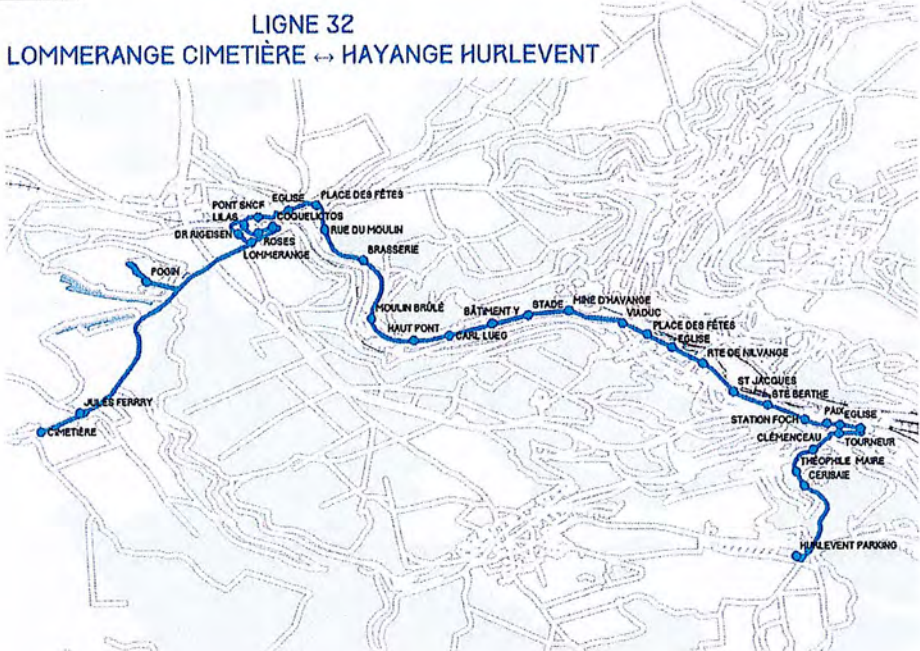 LIGNE 32
LOMMERANGE CIMETIÈRE ↔ HAYANGE HURLEVENT
EGLISE
PLACE DES FÊTES
PONT SNCF
LILAS
COQUELICTOS
DR RIGEISEN
ROSES
LOMMERANGE
RUE DU MOULIN
BRASSERIE
POGIN
MOULIN BRÛLÉ
HAUT PONT
CARL LUEG
BÂTIMENT Y
STADE
MINE D'HAVANGE
VIADUC
PLACE DES FÊTES
EGLISE
RTE DE NILVANGE
ST JACQUES
STE BERTHE
STATION FOCH
PAIX
EGLISE
TOURNEUR
CLÉMENCEAU
THÉOPHILE MAIRE
CERISAIE
HURLEVENT PARKING
JULES FERRRY
CIMETIÈRE